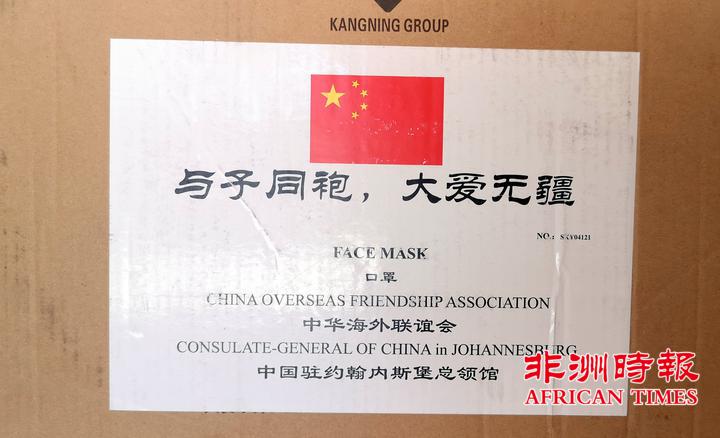 KANGNING GROUP
与子同袍，大爱无疆
FACE MASK
口罩
CHINA OVERSEAS FRIENDSHIP ASSOCIATION
中华海外联谊会
CONSULATE-GENERAL OF CHINA in JOHANNESBURG
中国驻约翰内斯堡总领馆
NO.:
非洲時報
AFRICAN TIMES